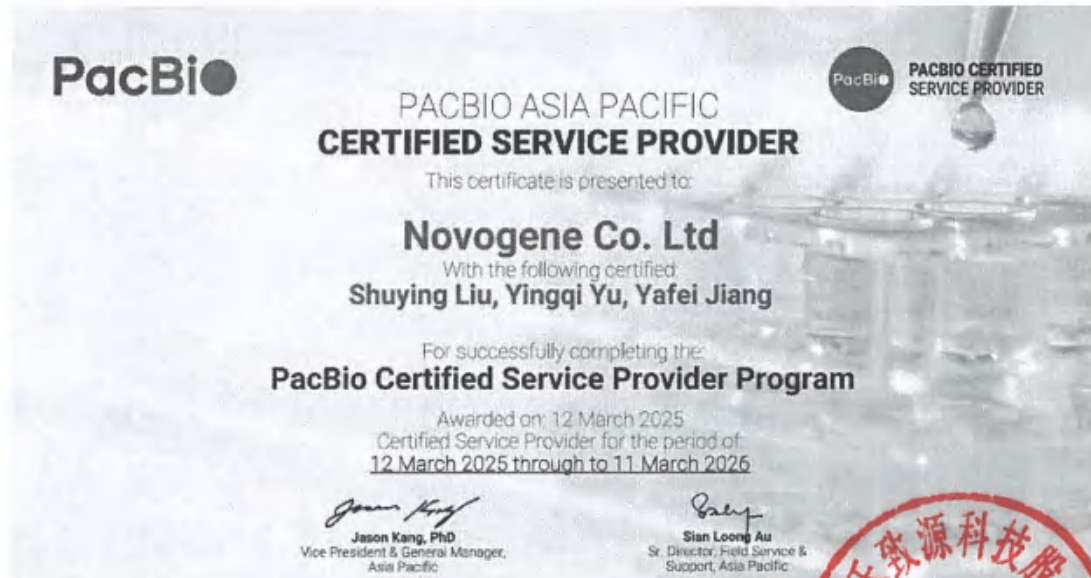 PacBio
PacBio
PACBIO CERTIFIED
SERVICE PROVIDER
PACBIO ASIA PACIFIC
CERTIFIED SERVICE PROVIDER
This certificate is presented to:
Novogene Co. Ltd
With the following certified:
Shuying Liu, Yingqi Yu, Yafei Jiang
For successfully completing the:
PacBio Certified Service Provider Program
Awarded on: 12 March 2025
Certified Service Provider for the period of:
12 March 2025 through to 11 March 2026
Jason Kang, PhD
Vice President & General Manager,
Asia Pacific
Sian Loong Au
Sr. Director, Field Service &
Support, Asia Pacific
致源科技股